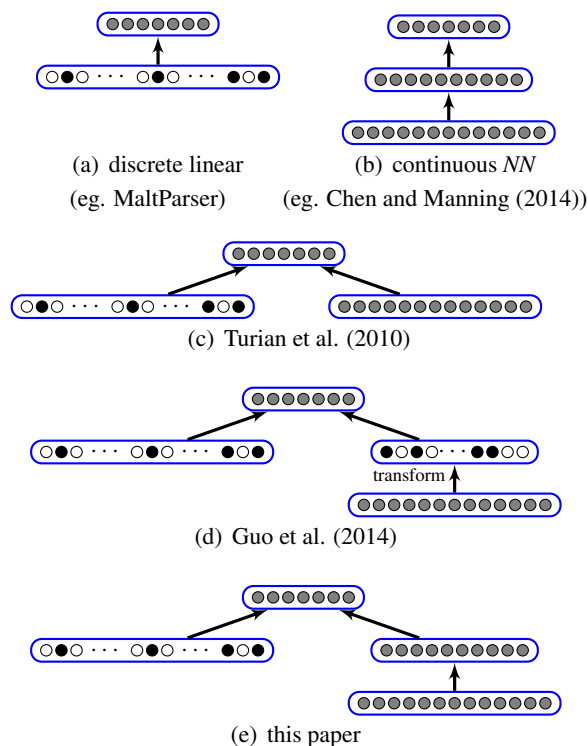 (a) discrete linear
(eg. MaltParser)
(b) continuous NN
(eg. Chen and Manning (2014))
(c) Turian et al. (2010)
transform
(d) Guo et al. (2014)
(e) this paper